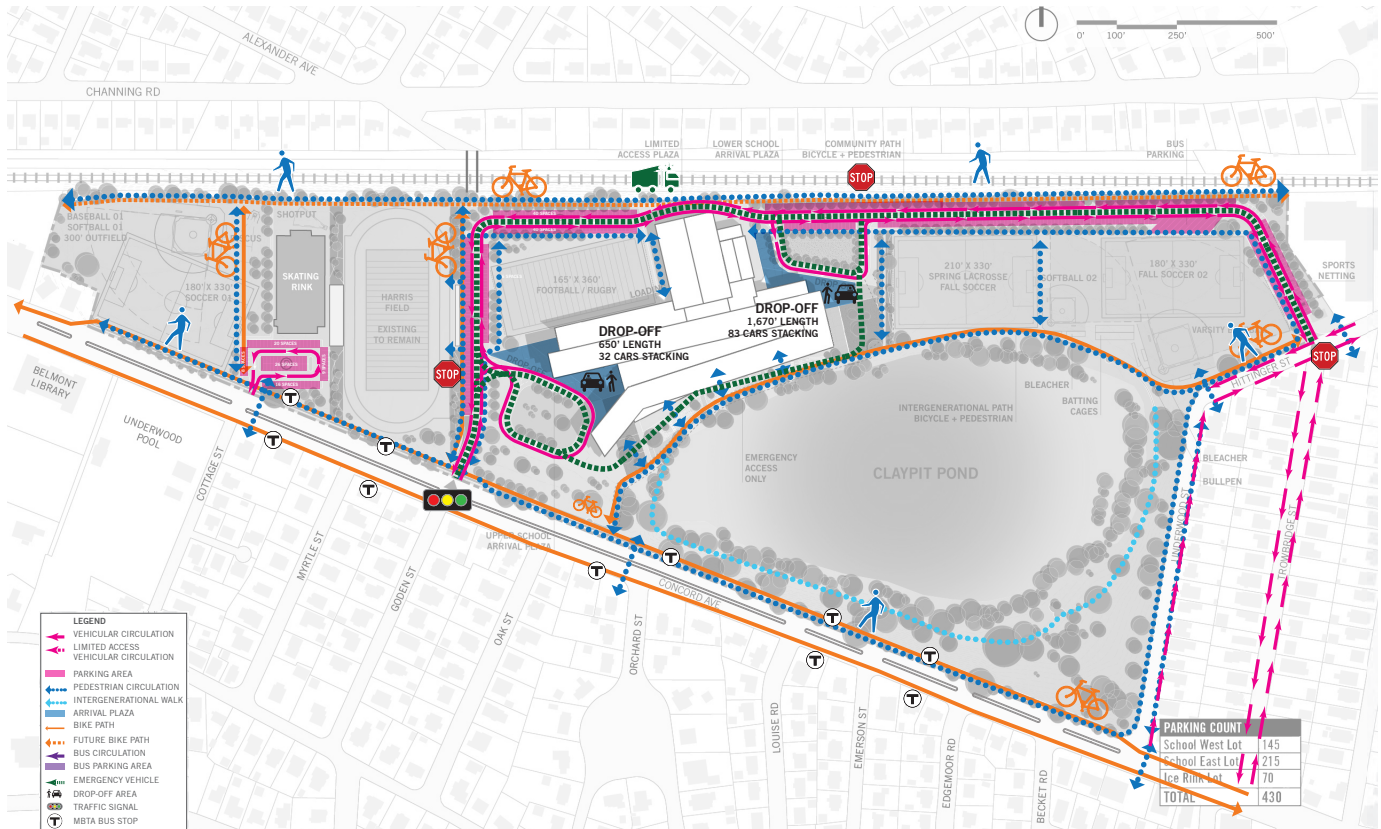 0'
100'
250'
500'
ALEXANDER AVE
CHANNING RD
LIMITED
ACCESS PLAZA
LOWER SCHOOL
ARRIVAL PLAZA
COMMUNITY PATH
BICYCLE + PEDESTRIAN
BUS
PARKING
STOP
BASEBALL 01
SOFTBALL 01
300' OUTFIELD
SHOTPUT
180' X 330'
SOCCER 01
SKATING
RINK
HARRIS
FIELD
EXISTING
TO REMAIN
165' X 360'
FOOTBALL / RUGBY
210' X 330'
SPRING LACROSSE
FALL SOCCER
SOFTBALL 02
180' X 330'
FALL SOCCER 02
SPORTS
NETTING
VARSITY
DROP-OFF
1,670' LENGTH
83 CARS STACKING
DROP-OFF
650' LENGTH
32 CARS STACKING
20 SPACES
STOP
STOP
HITTINGER ST
BELMONT
LIBRARY
UNDERWOOD
POOL
COTTAGE ST
MYRTLE ST
GODEN ST
OAK ST
ORCHARD ST
CONCORD AVE
LOUISE RD
EMERSON ST
EDGEMOOR RD
BECKET RD
UNDERWOOD ST
TROWBRIDGE ST
BLEACHER
BATTING
CAGES
INTERGENERATIONAL PATH
BICYCLE + PEDESTRIAN
EMERGENCY
ACCESS
ONLY
CLAYPIT POND
BLEACHER
BULLPEN
UPPER SCHOOL
ARRIVAL PLAZA
T
T
T
T
T
T
T
T
T
T
LEGEND
VEHICULAR CIRCULATION
LIMITED ACCESS
VEHICULAR CIRCULATION
PARKING AREA
PEDESTRIAN CIRCULATION
INTERGENERATIONAL WALK
ARRIVAL PLAZA
BIKE PATH
FUTURE BIKE PATH
BUS CIRCULATION
BUS PARKING AREA
EMERGENCY VEHICLE
DROP-OFF AREA
TRAFFIC SIGNAL
T MBTA BUS STOP
PARKING COUNT
School West Lot 145
School East Lot 215
Ice Rink Lot 70
TOTAL 430